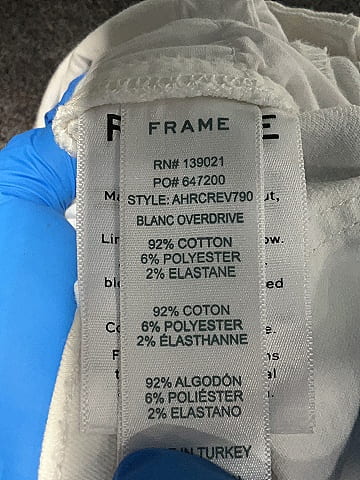 FRAME
RN# 139021
PO# 647200
STYLE: AHRCREV790
BLANC OVERDRIVE
92% COTTON
6% POLYESTER
2% ELASTANE
92% COTON
6% POLYESTER
2% ÉLASTHANNE
92% ALGODÓN
6% POLIÉSTER
2% ELASTANO
IN TURKEY